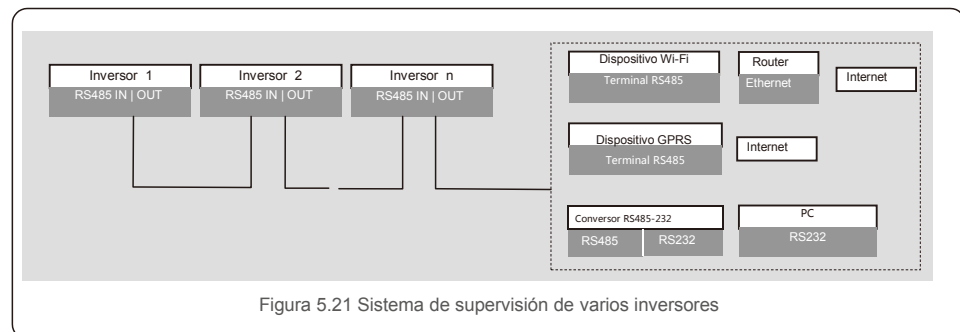 Inversor 1
RS485 IN | OUT
Inversor 2
RS485 IN | OUT
Inversor n
RS485 IN | OUT
Dispositivo Wi-Fi
Terminal RS485
Router
Ethernet
Internet
Dispositivo GPRS
Terminal RS485
Internet
Conversor RS485-232
RS485
RS232
PC
RS232
Figura 5.21 Sistema de supervisión de varios inversores